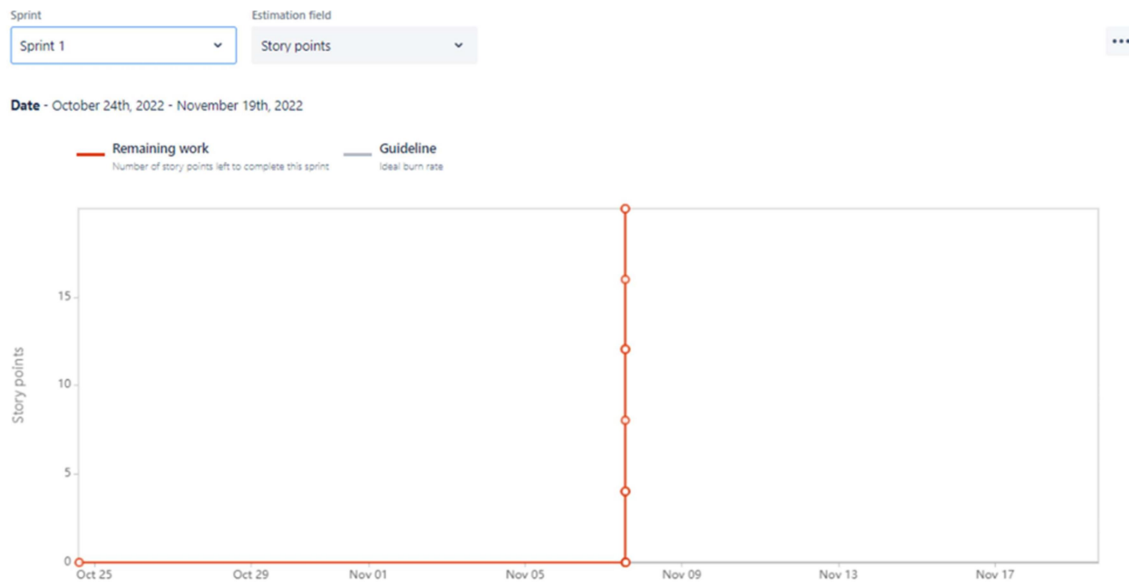 Sprint Estimation field
Sprint 1 Story points
Date - October 24th, 2022 - November 19th, 2022
Remaining work Guideline
Number of story points left to complete this sprint Ideal burn rate
15
10
Story points
5
0
Oct 25 Oct 29 Nov 01 Nov 05 Nov 09 Nov 13 Nov 17